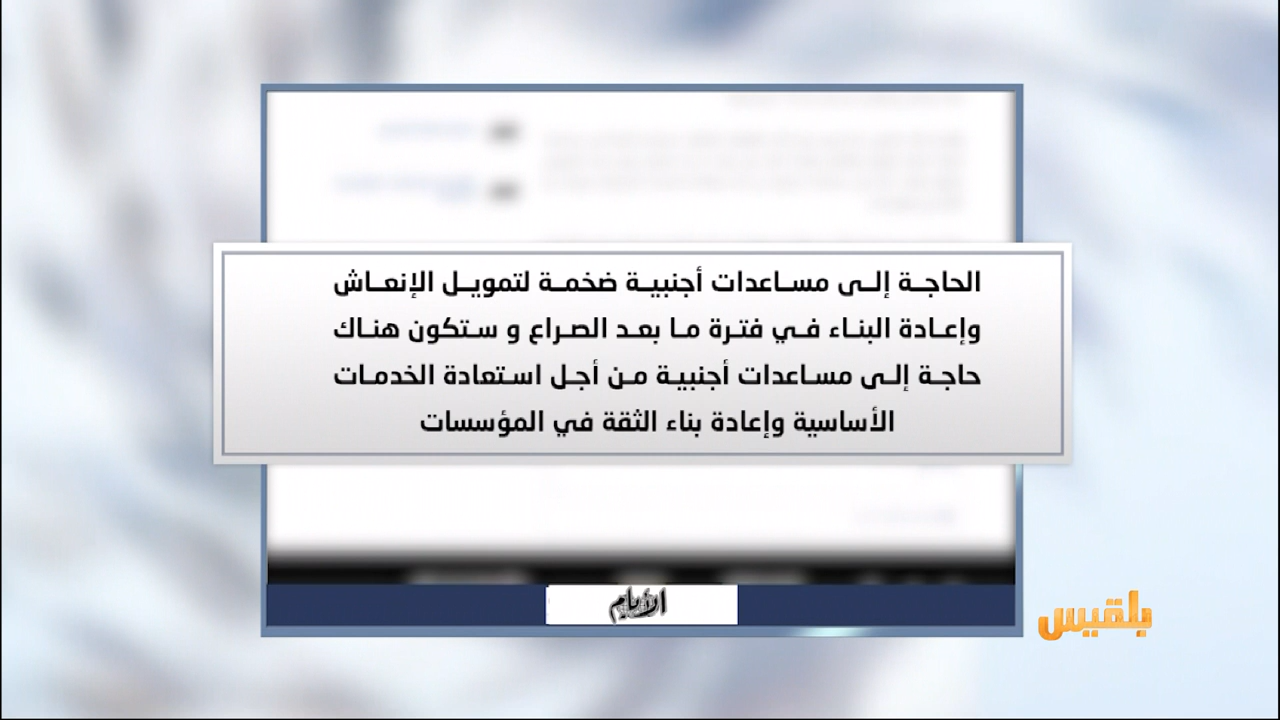 الحاجة إلى مساعدات أجنبية ضخمة لتمويل الإنعاش
وإعادة البناء في فترة ما بعد الصراع و ستكون هناك
حاجة إلى مساعدات أجنبية من أجل استعادة الخدمات
الأساسية وإعادة بناء الثقة في المؤسسات
الأيام
بلقيس